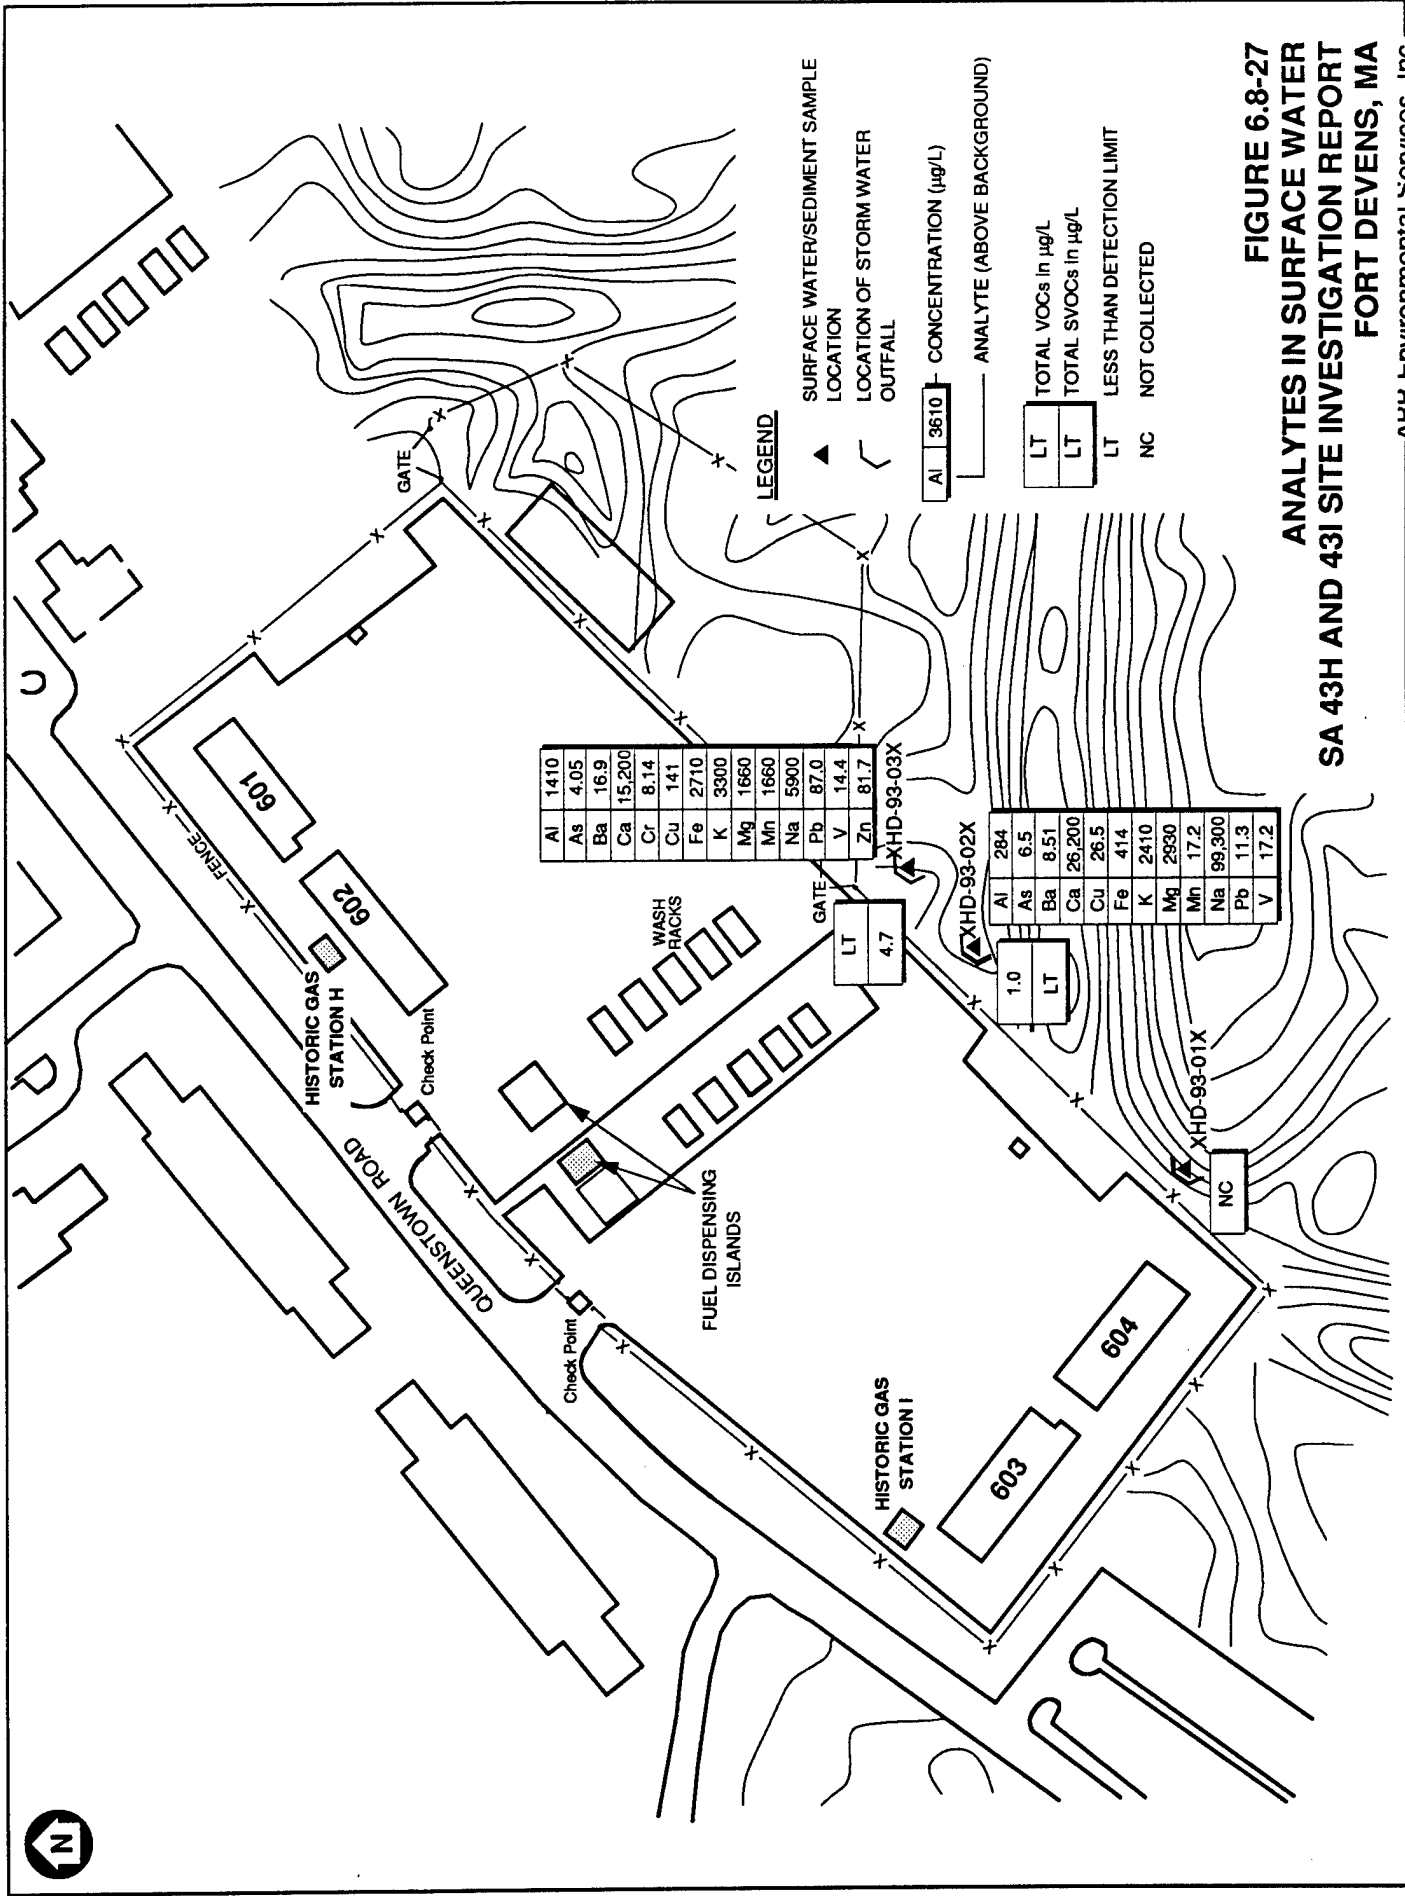 N
601
602
603
604
FENCE
HISTORIC GAS
STATION H
Check Point
QUEENSTOWN ROAD
Check Point
FUEL DISPENSING
ISLANDS
WASH
RACKS
GATE
GATE
HISTORIC GAS
STATION I
Al 1410
As 4.05
Ba 16.9
Ca 15,200
Cr 8.14
Cu 141
Fe 2710
K 3300
Mg 1660
Mn 1660
Na 5900
Pb 87.0
V 14.4
Zn 81.7
XHD-93-03X
LT
4.7
XHD-93-02X
Al 284
As 6.5
Ba 8.51
Ca 26,200
Cu 26.5
Fe 414
K 2410
Mg 2930
Mn 17.2
Na 99,300
Pb 11.3
V 17.2
1.0
LT
XHD-93-01X
NC
LEGEND
SURFACE WATER/SEDIMENT SAMPLE
LOCATION
LOCATION OF STORM WATER
OUTFALL
Al 3610 CONCENTRATION (µg/L)
ANALYTE (ABOVE BACKGROUND)
LT TOTAL VOCs in µg/L
LT TOTAL SVOCs in µg/L
LT LESS THAN DETECTION LIMIT
NC NOT COLLECTED
FIGURE 6.8-27
ANALYTES IN SURFACE WATER
SA 43H AND 43I SITE INVESTIGATION REPORT
FORT DEVENS, MA